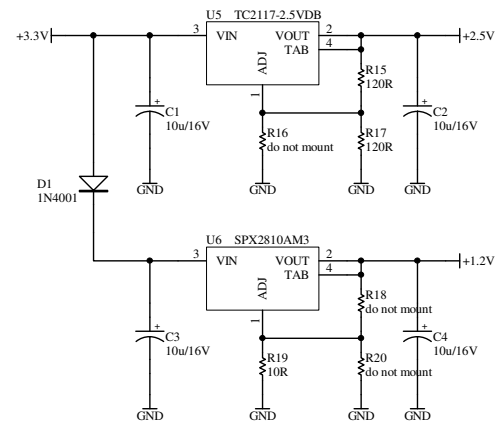 U5 TC2117-2.5VDB
+3.3V
3 VIN VOUT 2
TAB 4
ADJ
1
+2.5V
R15
120R
C1
10u/16V
R16
do not mount
R17
120R
C2
10u/16V
GND GND GND GND
D1
1N4001
U6 SPX2810AM3
3 VIN VOUT 2
TAB 4
ADJ
1
+1.2V
R18
do not mount
C3
10u/16V
R19
10R
R20
do not mount
C4
10u/16V
GND GND GND GND
+
+
+
+